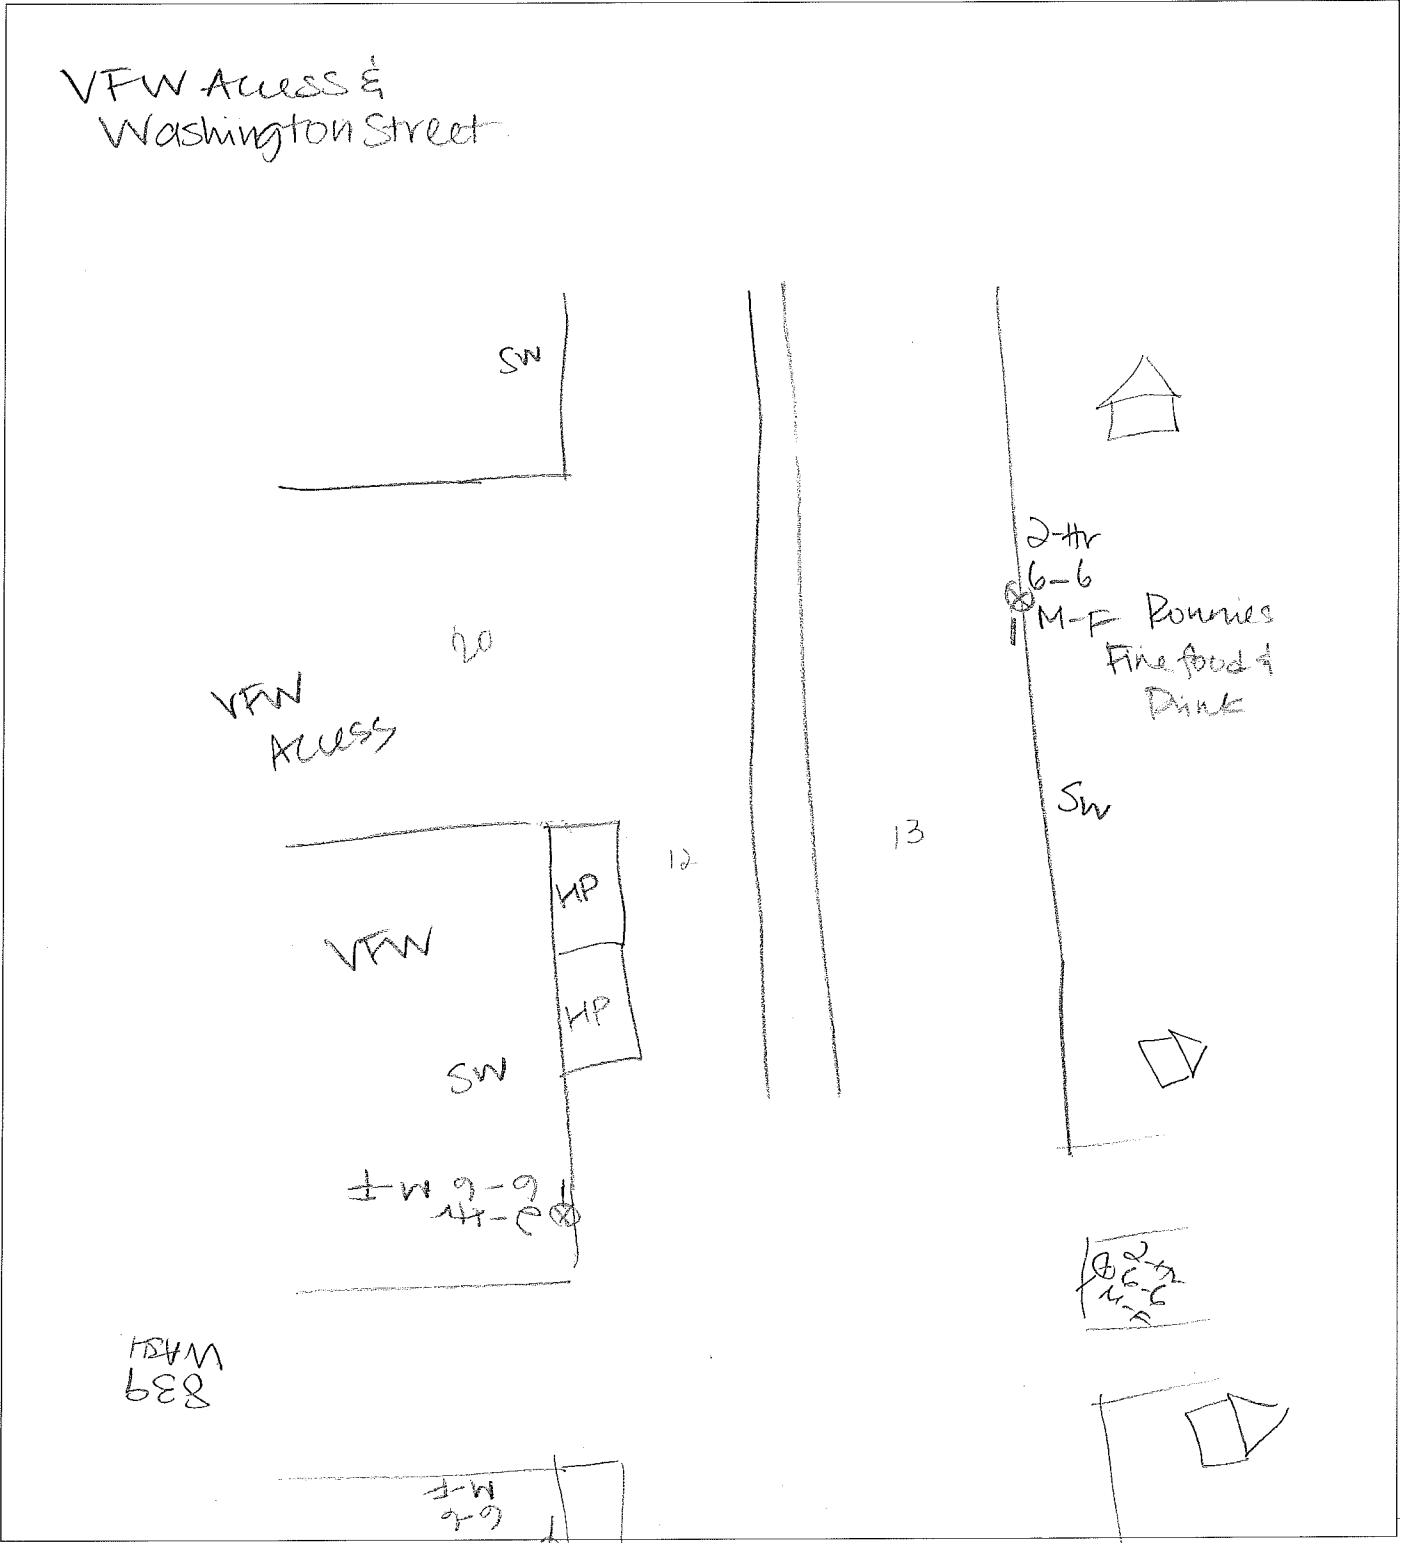 VFW Access &
Washington Street
SW
2-Hr
6-6
M-F Ronnies
Fine food &
Drink
20
VFW
Access
SW
13
12
HP
VFW
HP
SW
2-Hr
6-6 M-F
2-Hr
6-6
M-F
839
WASH
M-F
6-6